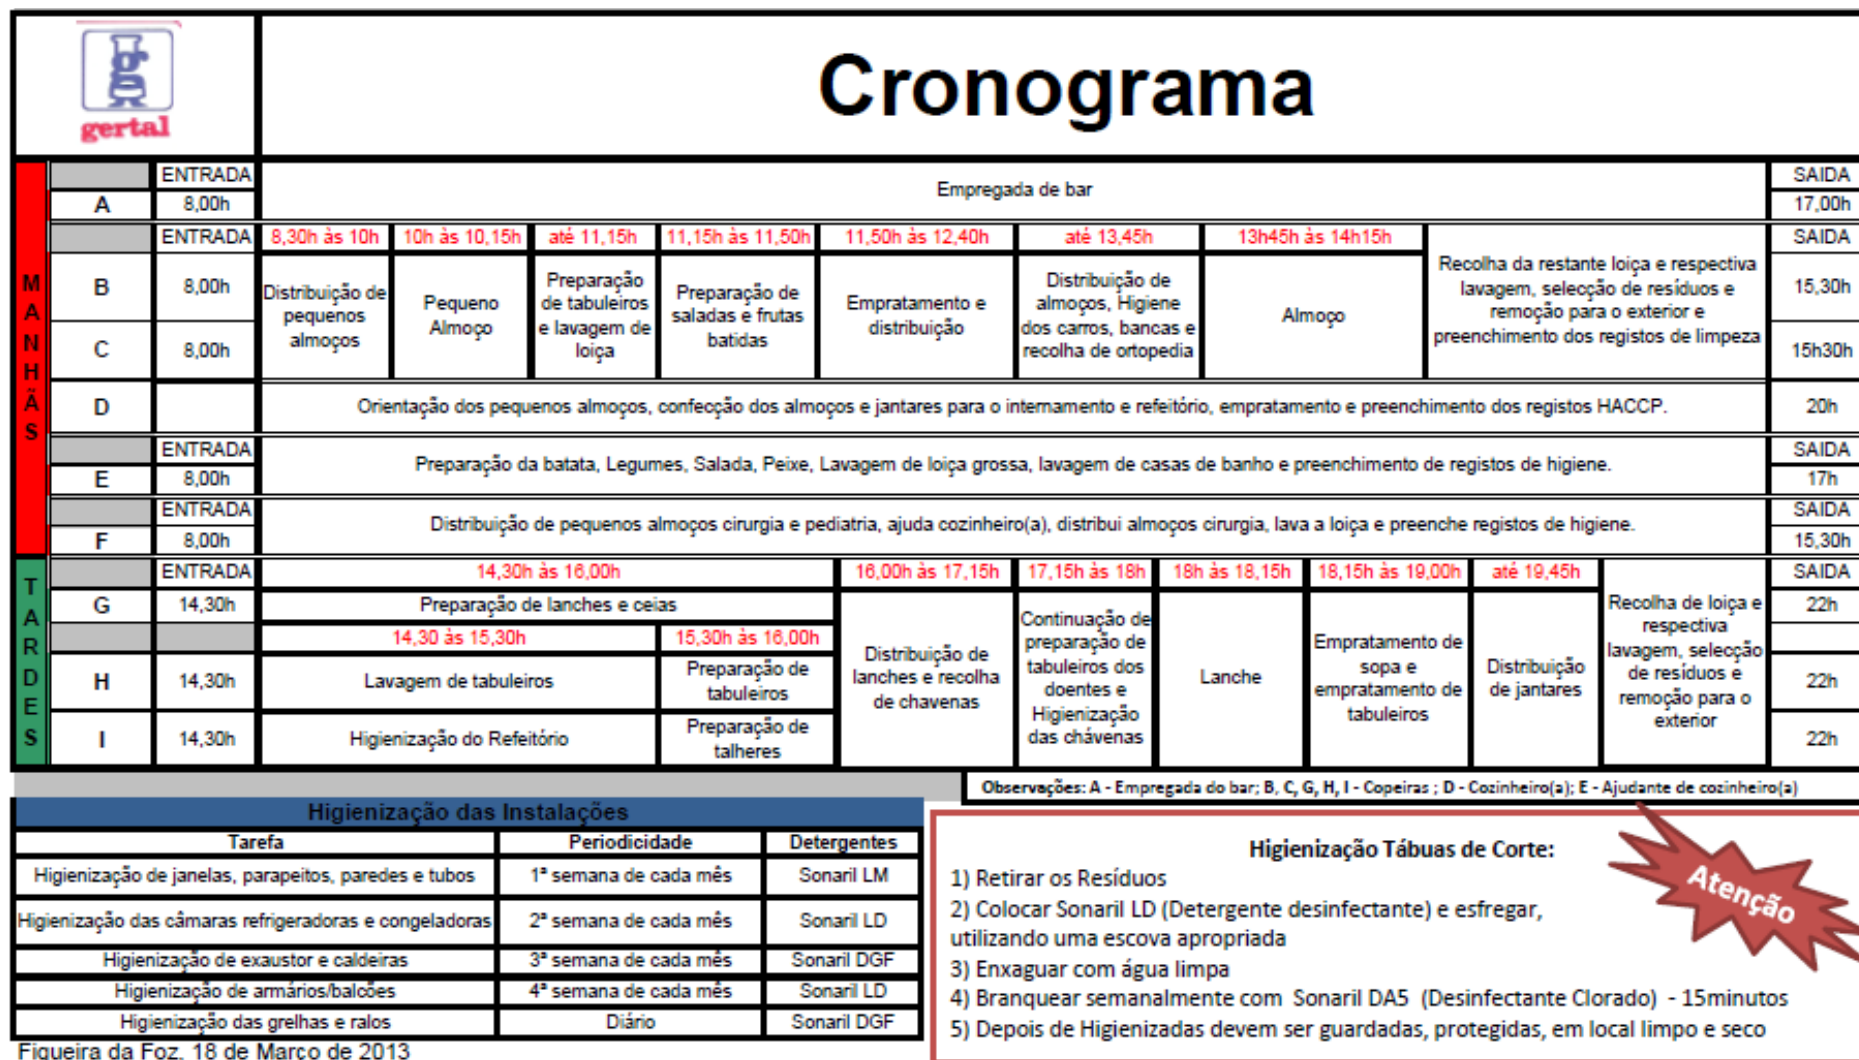 gertal
Cronograma
MANHÃS
ENTRADA
Empregada de bar
SAIDA
A
8,00h
17,00h
ENTRADA
8,30h às 10h
10h às 10,15h
até 11,15h
11,15h às 11,50h
11,50h às 12,40h
até 13,45h
13h45h às 14h15h
SAIDA
B
8,00h
C
8,00h
Distribuição de
pequenos
almoços
Pequeno
Almoço
Preparação
de tabuleiros
e lavagem de
loiça
Preparação de
saladas e frutas
batidas
Empratamento e
distribuição
Distribuição de
almoços, Higiene
dos carros, bancas e
recolha de ortopedia
Almoço
Recolha da restante loiça e respectiva
lavagem, selecção de resíduos e
remoção para o exterior e
preenchimento dos registos de limpeza
15,30h
15h30h
D
Orientação dos pequenos almoços, confecção dos almoços e jantares para o internamento e refeitório, empratamento e preenchimento dos registos HACCP.
20h
ENTRADA
Preparação da batata, Legumes, Salada, Peixe, Lavagem de loiça grossa, lavagem de casas de banho e preenchimento de registos de higiene.
SAIDA
E
8,00h
17h
ENTRADA
Distribuição de pequenos almoços cirurgia e pediatria, ajuda cozinheiro(a), distribui almoços cirurgia, lava a loiça e preenche registos de higiene.
SAIDA
F
8,00h
15,30h
TARDES
ENTRADA
14,30h às 16,00h
16,00h às 17,15h
17,15h às 18h
18h às 18,15h
18,15h às 19,00h
até 19,45h
SAIDA
G
14,30h
Preparação de lanches e ceias
22h
14,30 às 15,30h
15,30h às 16,00h
H
14,30h
Lavagem de tabuleiros
Preparação de
tabuleiros
22h
I
14,30h
Higienização do Refeitório
Preparação de
talheres
22h
Distribuição de
lanches e recolha
de chavenas
Continuação de
preparação de
tabuleiros dos
doentes e
Higienização
das chávenas
Lanche
Empratamento de
sopa e
empratamento de
tabuleiros
Distribuição
de jantares
Recolha de loiça e
respectiva
lavagem, selecção
de resíduos e
remoção para o
exterior
Observações: A - Empregada do bar; B, C, G, H, I - Copeiras ; D - Cozinheiro(a); E - Ajudante de cozinheiro(a)
Higienização das Instalações
Tarefa
Periodicidade
Detergentes
Higienização de janelas, parapeitos, paredes e tubos
1ª semana de cada mês
Sonaril LM
Higienização das câmaras refrigeradoras e congeladoras
2ª semana de cada mês
Sonaril LD
Higienização de exaustor e caldeiras
3ª semana de cada mês
Sonaril DGF
Higienização de armários/balcões
4ª semana de cada mês
Sonaril LD
Higienização das grelhas e ralos
Diário
Sonaril DGF
Figueira da Foz, 18 de Março de 2013
Higienização Tábuas de Corte:
Atenção
1) Retirar os Resíduos
2) Colocar Sonaril LD (Detergente desinfectante) e esfregar,
utilizando uma escova apropriada
3) Enxaguar com água limpa
4) Branquear semanalmente com Sonaril DA5 (Desinfectante Clorado) - 15minutos
5) Depois de Higienizadas devem ser guardadas, protegidas, em local limpo e seco